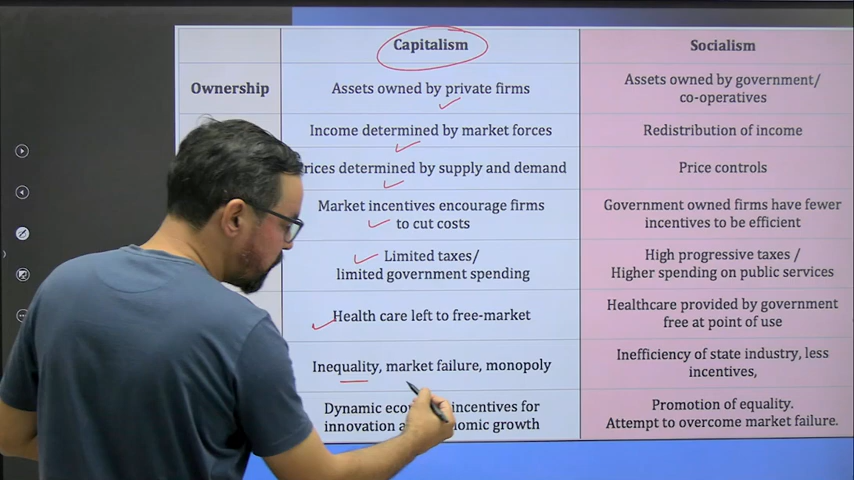 Capitalism
Socialism
Ownership
Assets owned by private firms
Assets owned by government/
co-operatives
Income determined by market forces
Redistribution of income
rices determined by supply and demand
Price controls
Market incentives encourage firms
to cut costs
Government owned firms have fewer
incentives to be efficient
Limited taxes/
limited government spending
High progressive taxes /
Higher spending on public services
Health care left to free-market
Healthcare provided by government
free at point of use
Inequality, market failure, monopoly
Inefficiency of state industry, less
incentives,
Dynamic incentives for
innovation growth
Promotion of equality.
Attempt to overcome market failure.